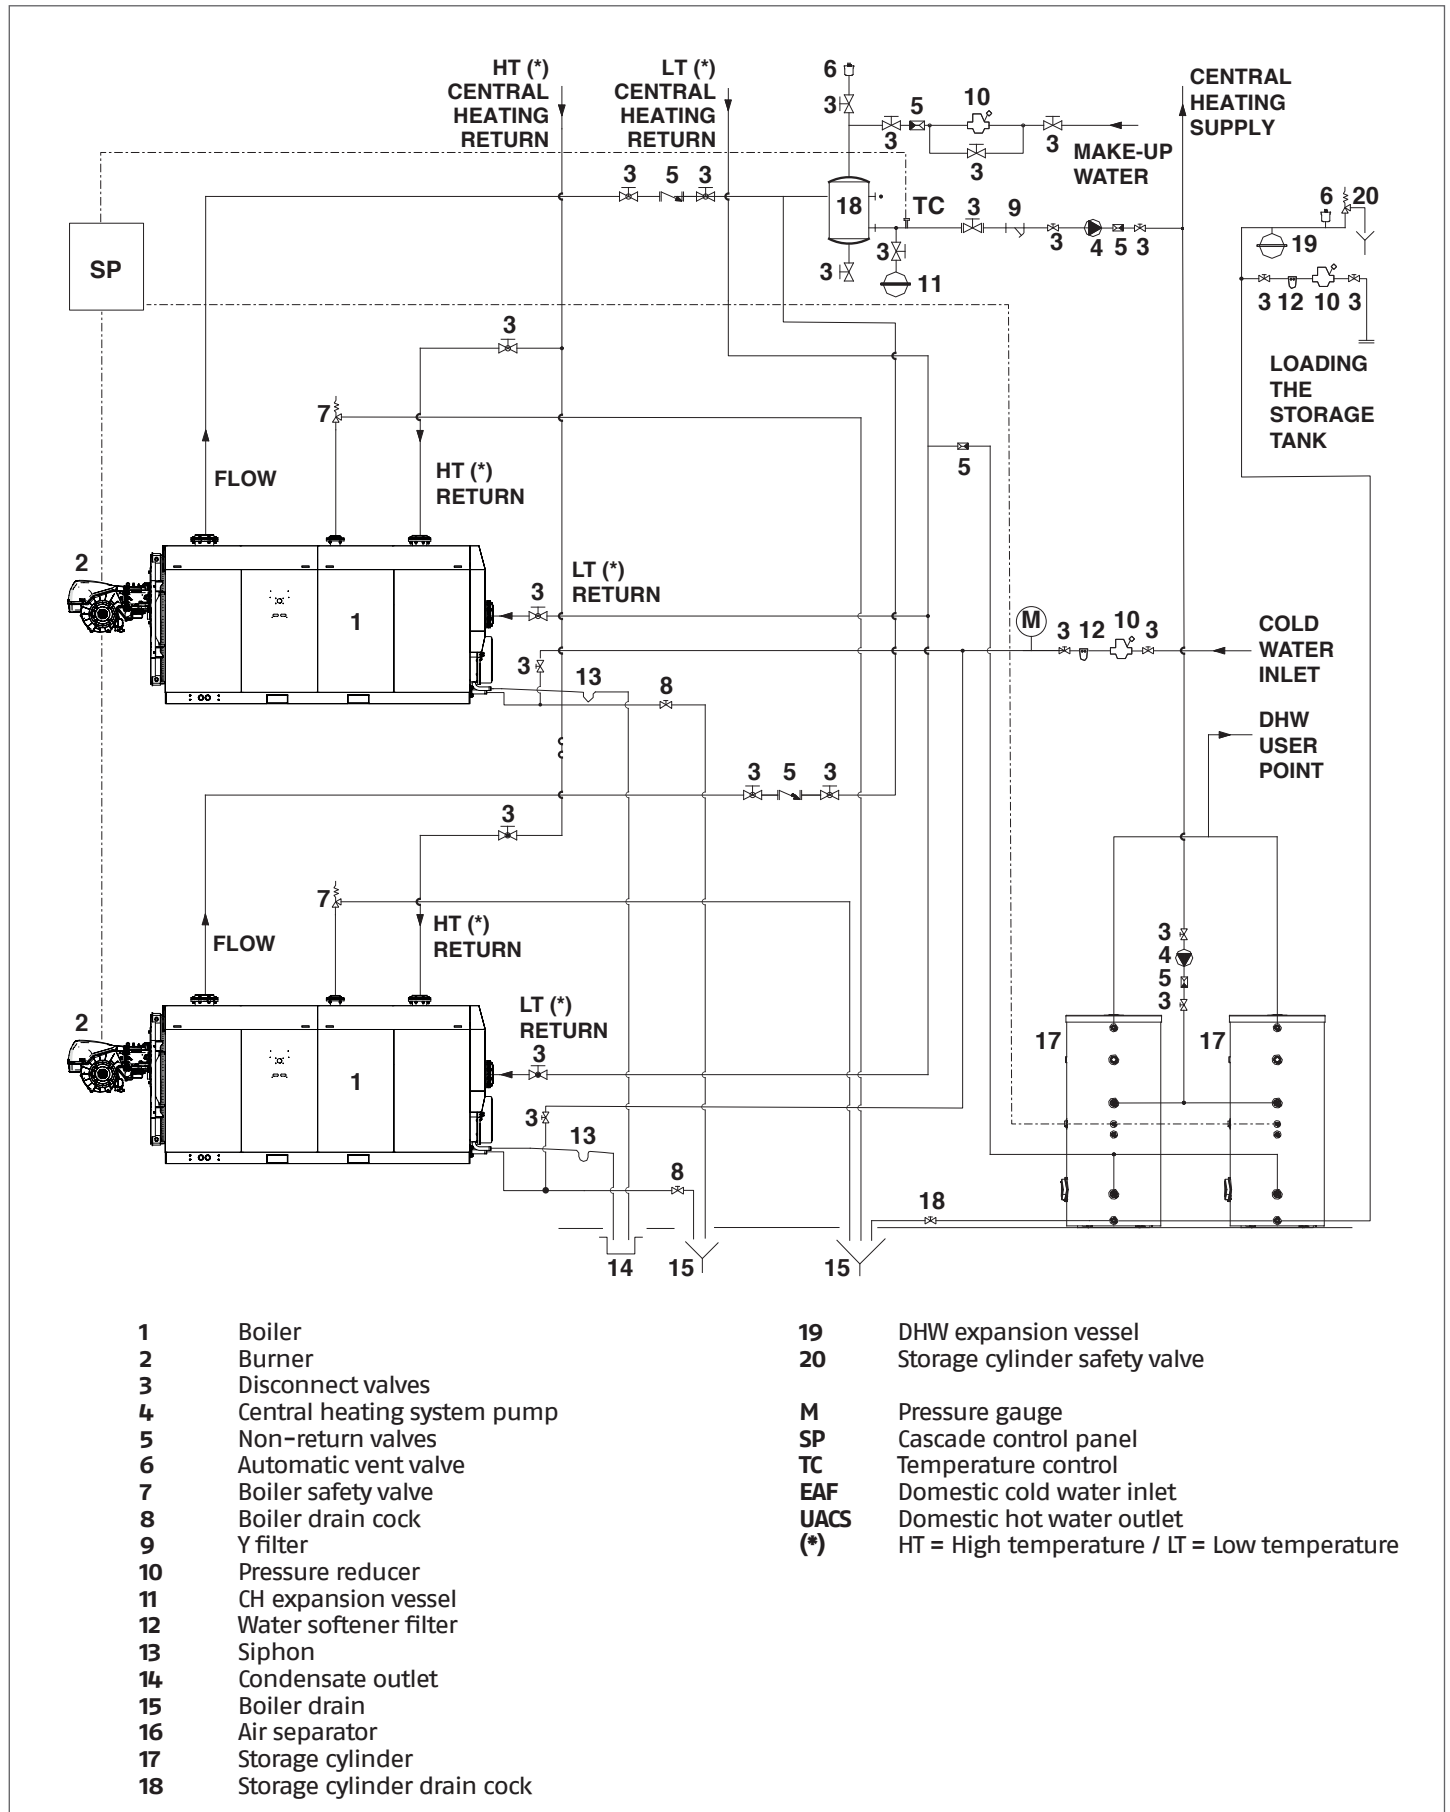 HT (*)
CENTRAL
HEATING
RETURN
LT (*)
CENTRAL
HEATING
RETURN
6
3
3
5
10
3
3
MAKE-UP
WATER
CENTRAL
HEATING
SUPPLY
3
5
3
18
TC
3
9
3
4
5
3
3
3
11
6
20
19
3
12
10
3
LOADING
THE
STORAGE
TANK
SP
3
7
FLOW
HT (*)
RETURN
5
2
1
3
LT (*)
RETURN
M
3
12
10
3
COLD
WATER
INLET
3
13
8
DHW
USER
POINT
3
5
3
3
7
FLOW
HT (*)
RETURN
3
4
5
3
2
1
LT (*)
RETURN
3
17
17
3
13
8
18
14
15
15
1 Boiler
2 Burner
3 Disconnect valves
4 Central heating system pump
5 Non-return valves
6 Automatic vent valve
7 Boiler safety valve
8 Boiler drain cock
9 Y filter
10 Pressure reducer
11 CH expansion vessel
12 Water softener filter
13 Siphon
14 Condensate outlet
15 Boiler drain
16 Air separator
17 Storage cylinder
18 Storage cylinder drain cock
19 DHW expansion vessel
20 Storage cylinder safety valve
M Pressure gauge
SP Cascade control panel
TC Temperature control
EAF Domestic cold water inlet
UACS Domestic hot water outlet
(*) HT = High temperature / LT = Low temperature